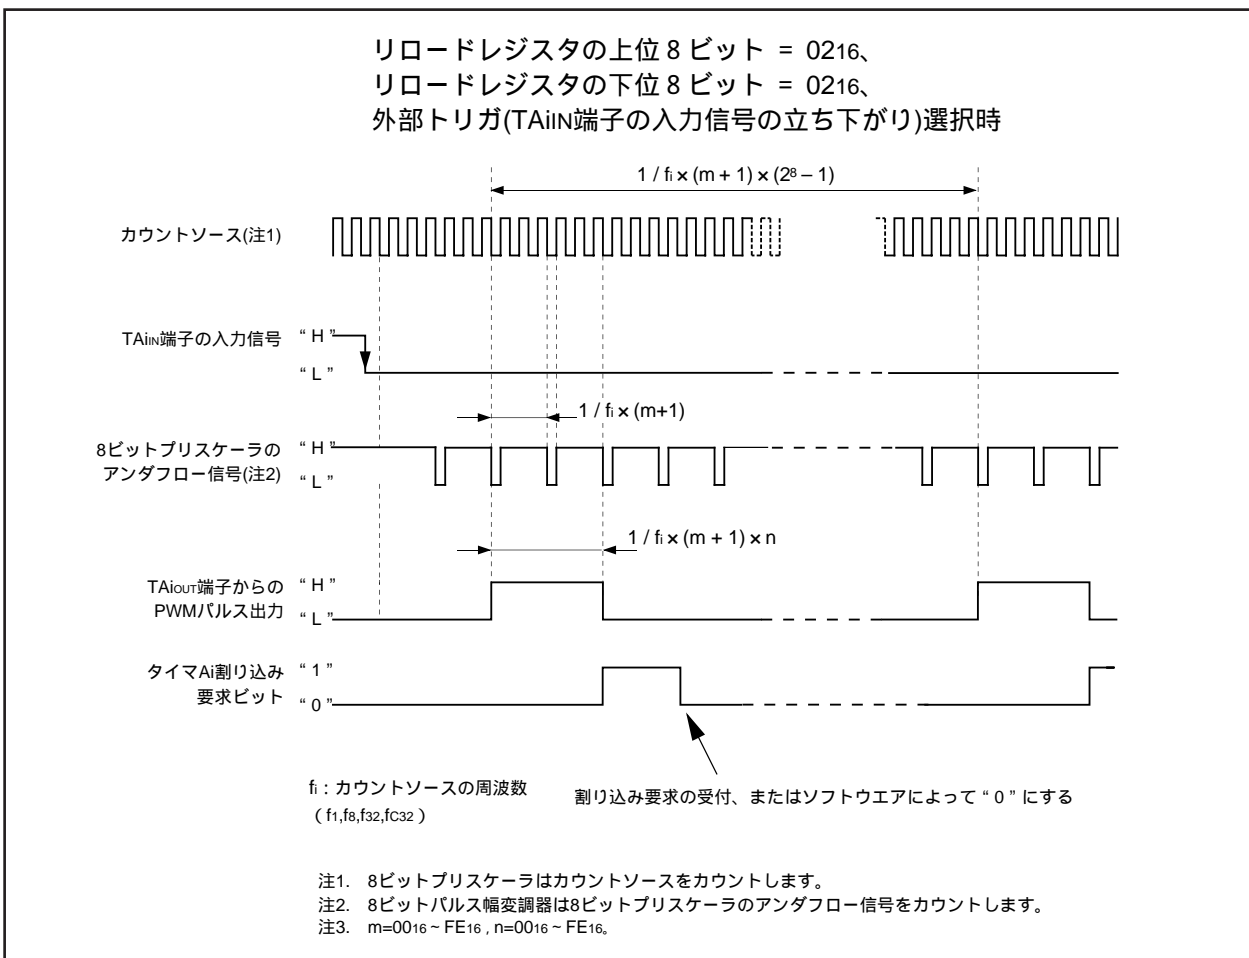 リロードレジスタの上位８ビット = 0216、
リロードレジスタの下位８ビット = 0216、
外部トリガ(TAiIN端子の入力信号の立ち下がり)選択時
1 / fi × (m + 1) × (28 – 1)
カウントソース(注1)
TAiIN端子の入力信号
“ H ”
“ L ”
1 / fi × (m+1)
8ビットプリスケーラの
アンダフロー信号(注2)
“ H ”
“ L ”
1 / fi × (m + 1) × n
TAiOUT端子からの
PWMパルス出力
“ H ”
“ L ”
タイマAi割り込み
要求ビット
“ 1 ”
“ 0 ”
fi : カウントソースの周波数
( f1,f8,f32,fC32 )
割り込み要求の受付、またはソフトウエアによって “ 0 ” にする
注1. 8ビットプリスケーラはカウントソースをカウントします。
注2. 8ビットパルス幅変調器は8ビットプリスケーラのアンダフロー信号をカウントします。
注3. m=0016 ~ FE16 , n=0016 ~ FE16。